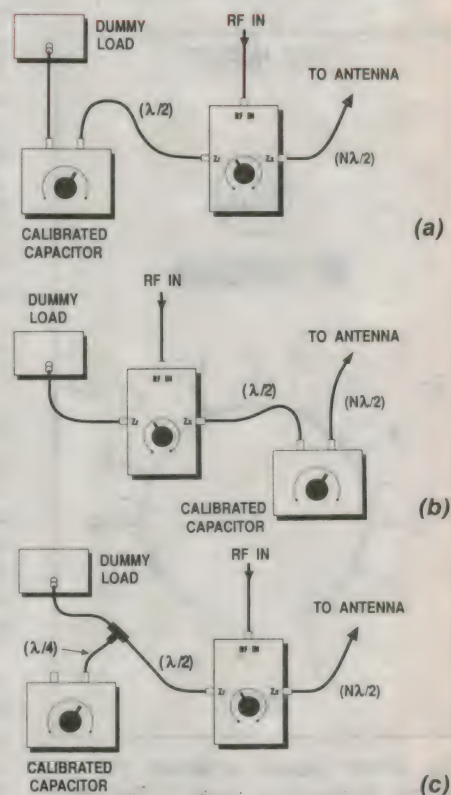 DUMMY
LOAD
RF IN
TO ANTENNA
(λ/2)
RF IN
Zr
Zx
(Nλ/2)
CALIBRATED
CAPACITOR
(a)
RF IN
DUMMY
LOAD
TO ANTENNA
RF IN
(λ/2)
Zr
Zx
(Nλ/2)
CALIBRATED
CAPACITOR
(b)
DUMMY
LOAD
RF IN
TO ANTENNA
(λ/4)
(λ/2)
RF IN
Zr
Zx
(Nλ/2)
CALIBRATED
CAPACITOR
(c)